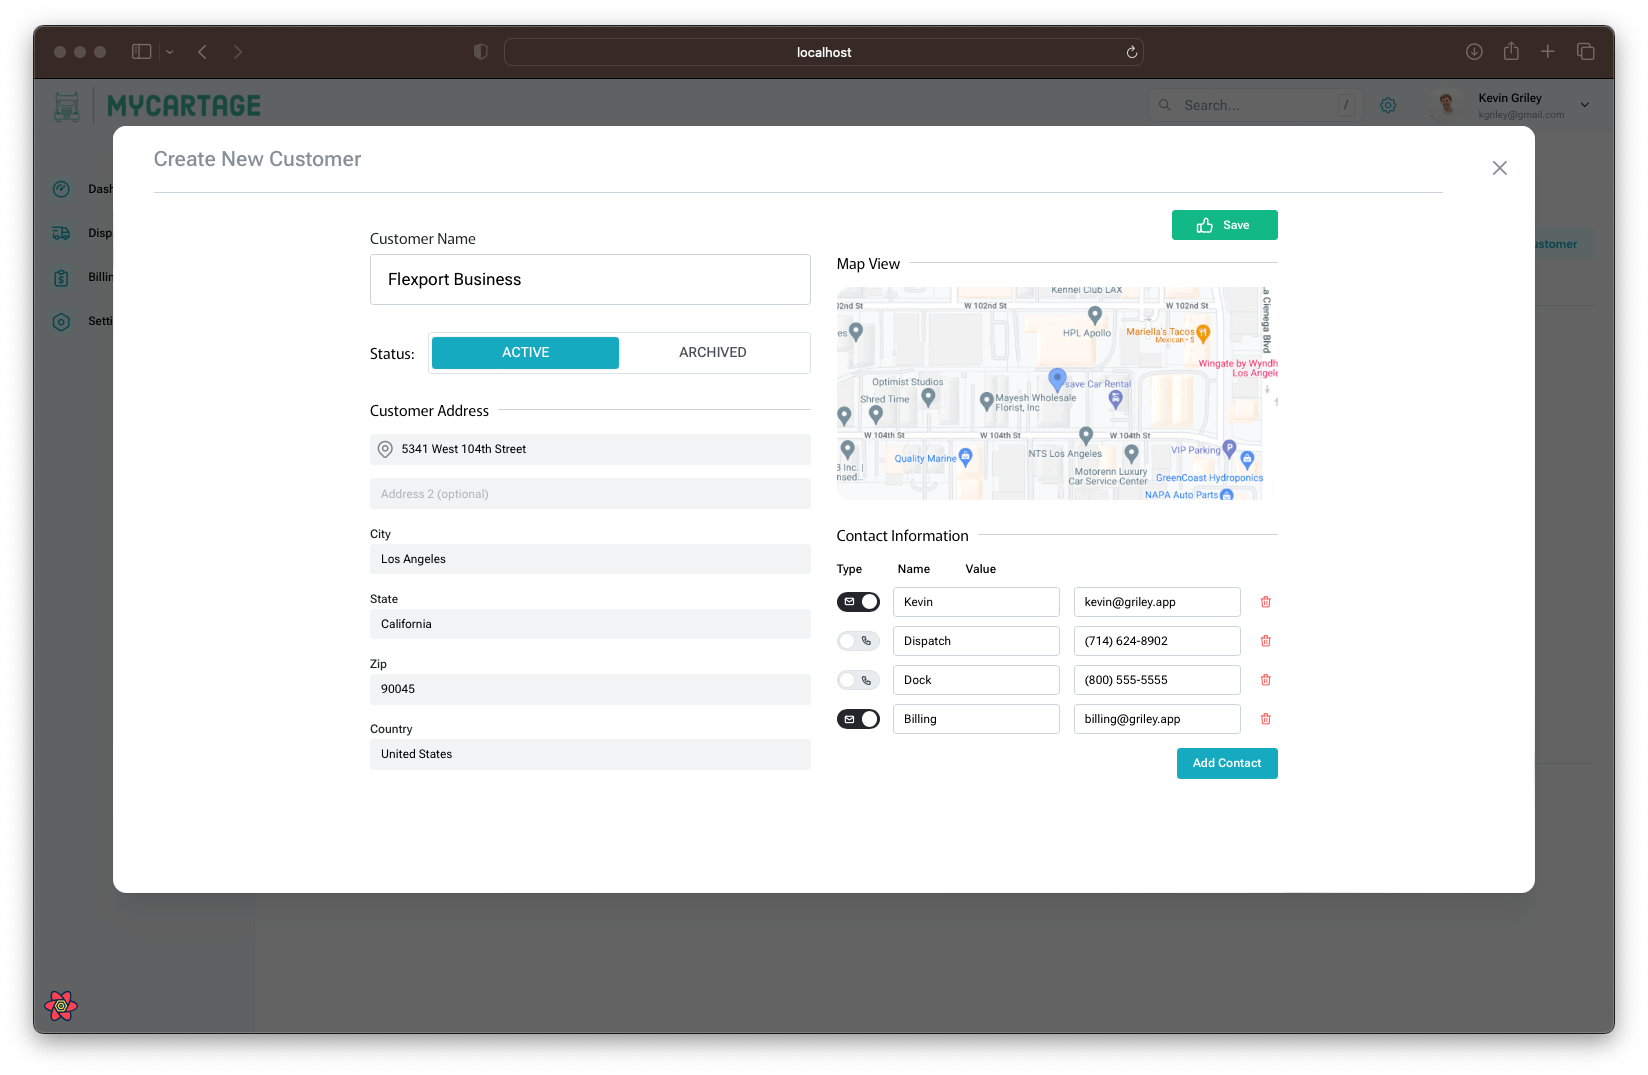 localhost
MYCARTAGE
Search...
/
Kevin Griley
kgriley@gmail.com
Create New Customer
Dash
Disp
Billin
Setti
ustomer
Save
Customer Name
Flexport Business
Status:
ACTIVE
ARCHIVED
Customer Address
5341 West 104th Street
Address 2 (optional)
City
Los Angeles
State
California
Zip
90045
Country
United States
Map View
Kennel Club LAX
02nd St
W 102nd St
W 102nd St
a Cienega Blvd
es
HPL Apollo
Mariella's Tacos
Mexican • $
Wingate by Wyndh
Los Angele
Optimist Studios
save Car Rental
Shred Time
Mayesh Wholesale
Florist, Inc
W 104th St
W 104th St
W 104th St
Quality Marine
NTS Los Angeles
VIP Parking
P
Inc. |
nsed...
Motorenn Luxury
Car Service Center
GreenCoast Hydroponics
NAPA Auto Parts
Contact Information
Type Name Value
Kevin kevin@griley.app
Dispatch (714) 624-8902
Dock (800) 555-5555
Billing billing@griley.app
Add Contact